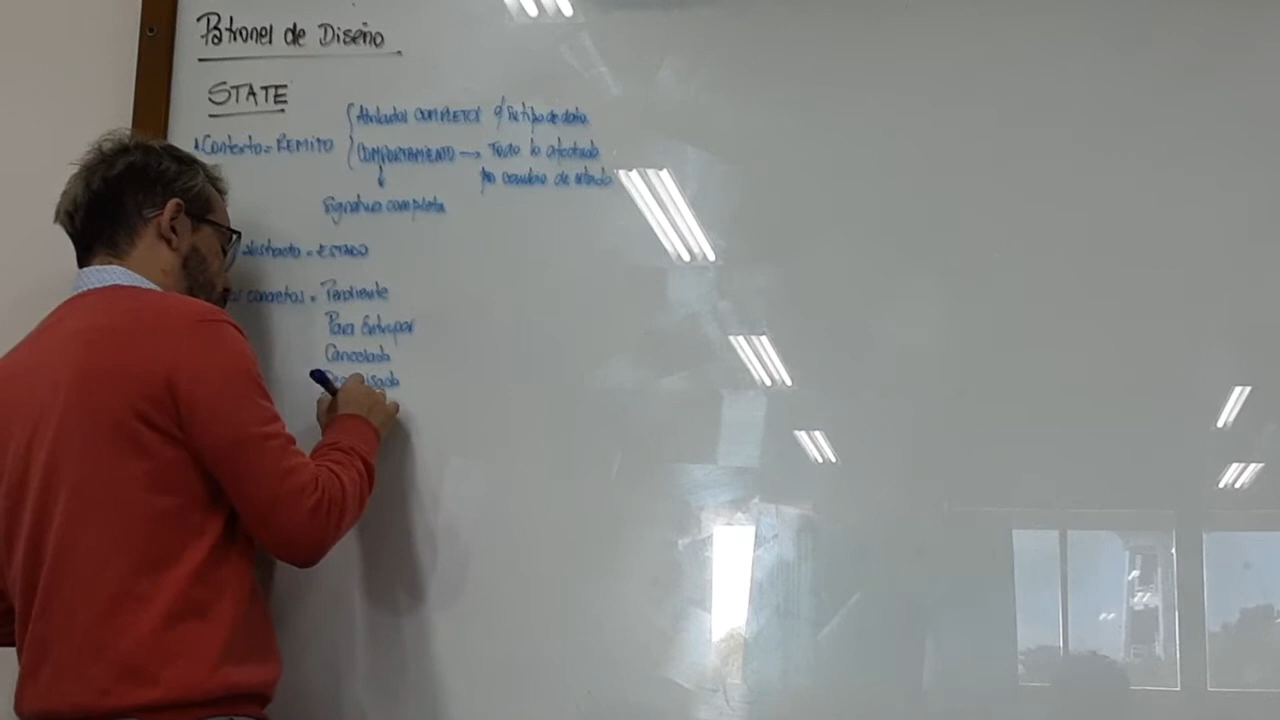 Patrones de Diseño
STATE
Contexto = REMITO
Atributos COMPLETOS c/ su tipo de dato.
COMPORTAMIENTO → Todo lo afectado
por cambio de estado
Signatura completa
abstracto = ESTADO
concretos = Pendiente
Para Entregar
Cancelado